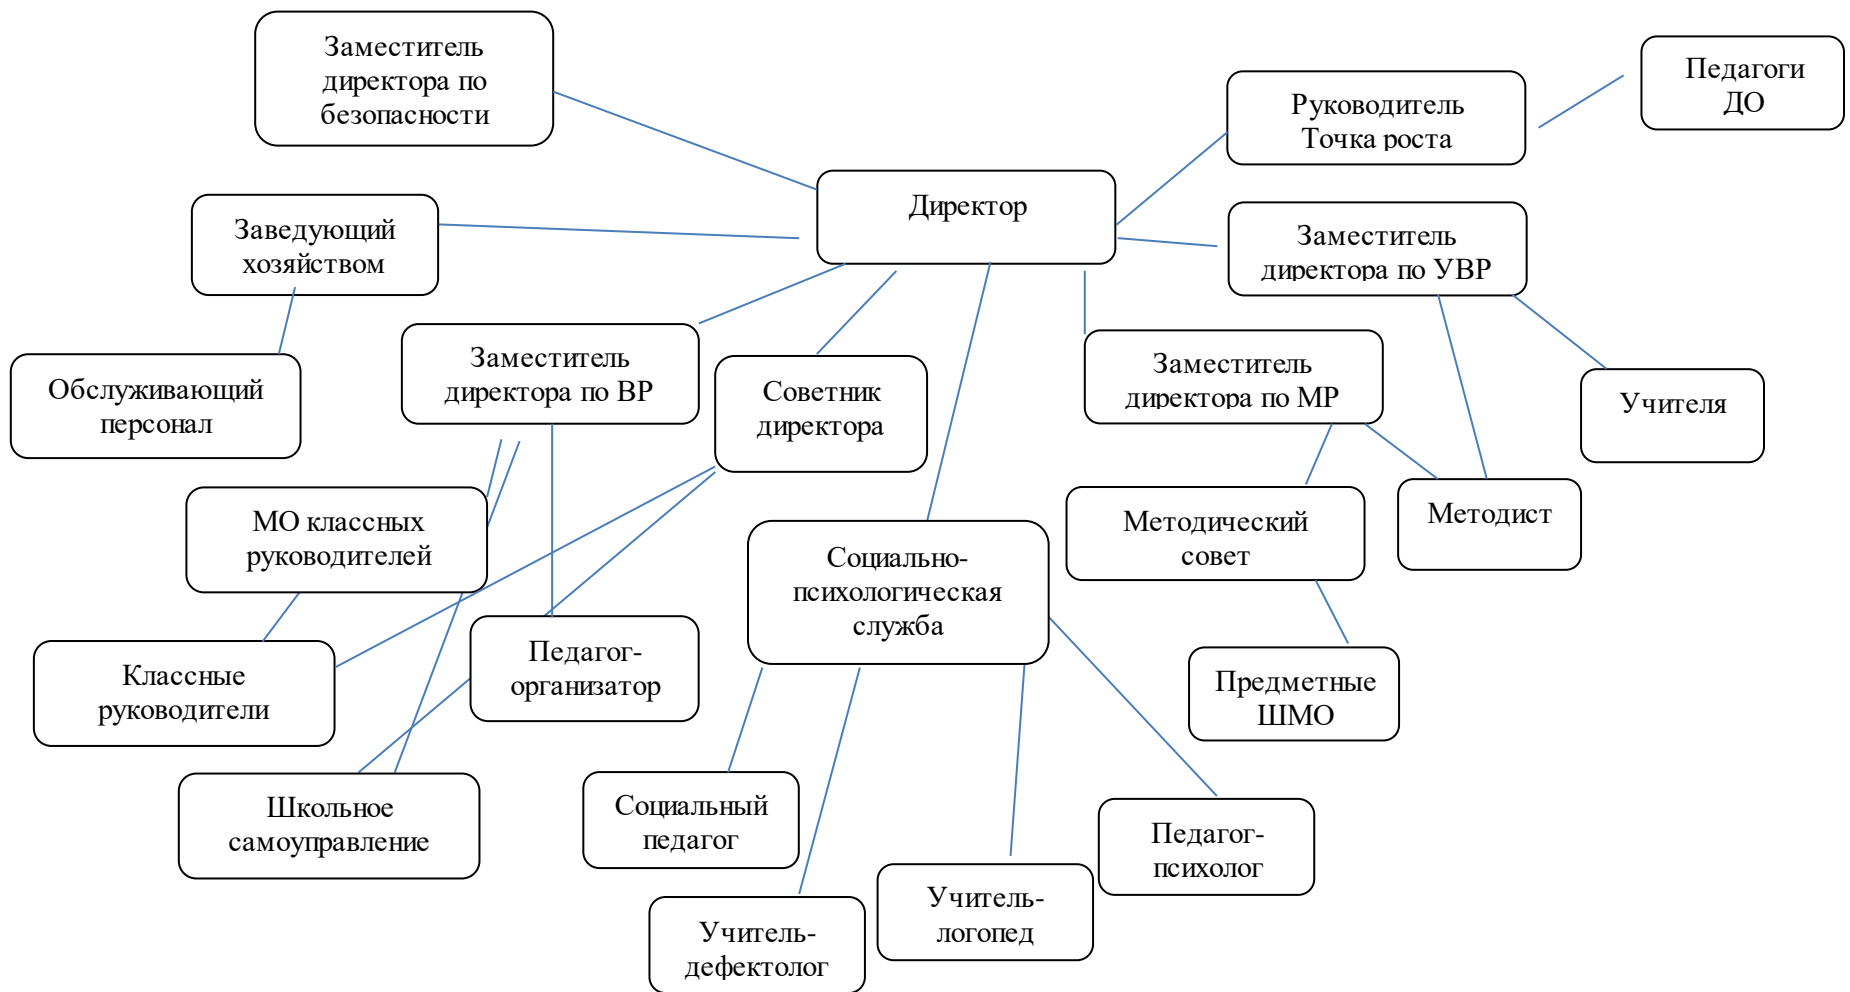 Заместитель
директора по
безопасности
Педагоги
ДО
Руководитель
Точка роста
Директор
Заведующий
хозяйством
Заместитель
директора по УВР
Обслуживающий
персонал
Заместитель
директора по ВР
Советник
директора
Заместитель
директора по МР
Учителя
МО классных
руководителей
Социально-
психологическая
служба
Методический
совет
Методист
Классные
руководители
Педагог-
организатор
Предметные
ШМО
Школьное
самоуправление
Социальный
педагог
Педагог-
психолог
Учитель-
дефектолог
Учитель-
логопед